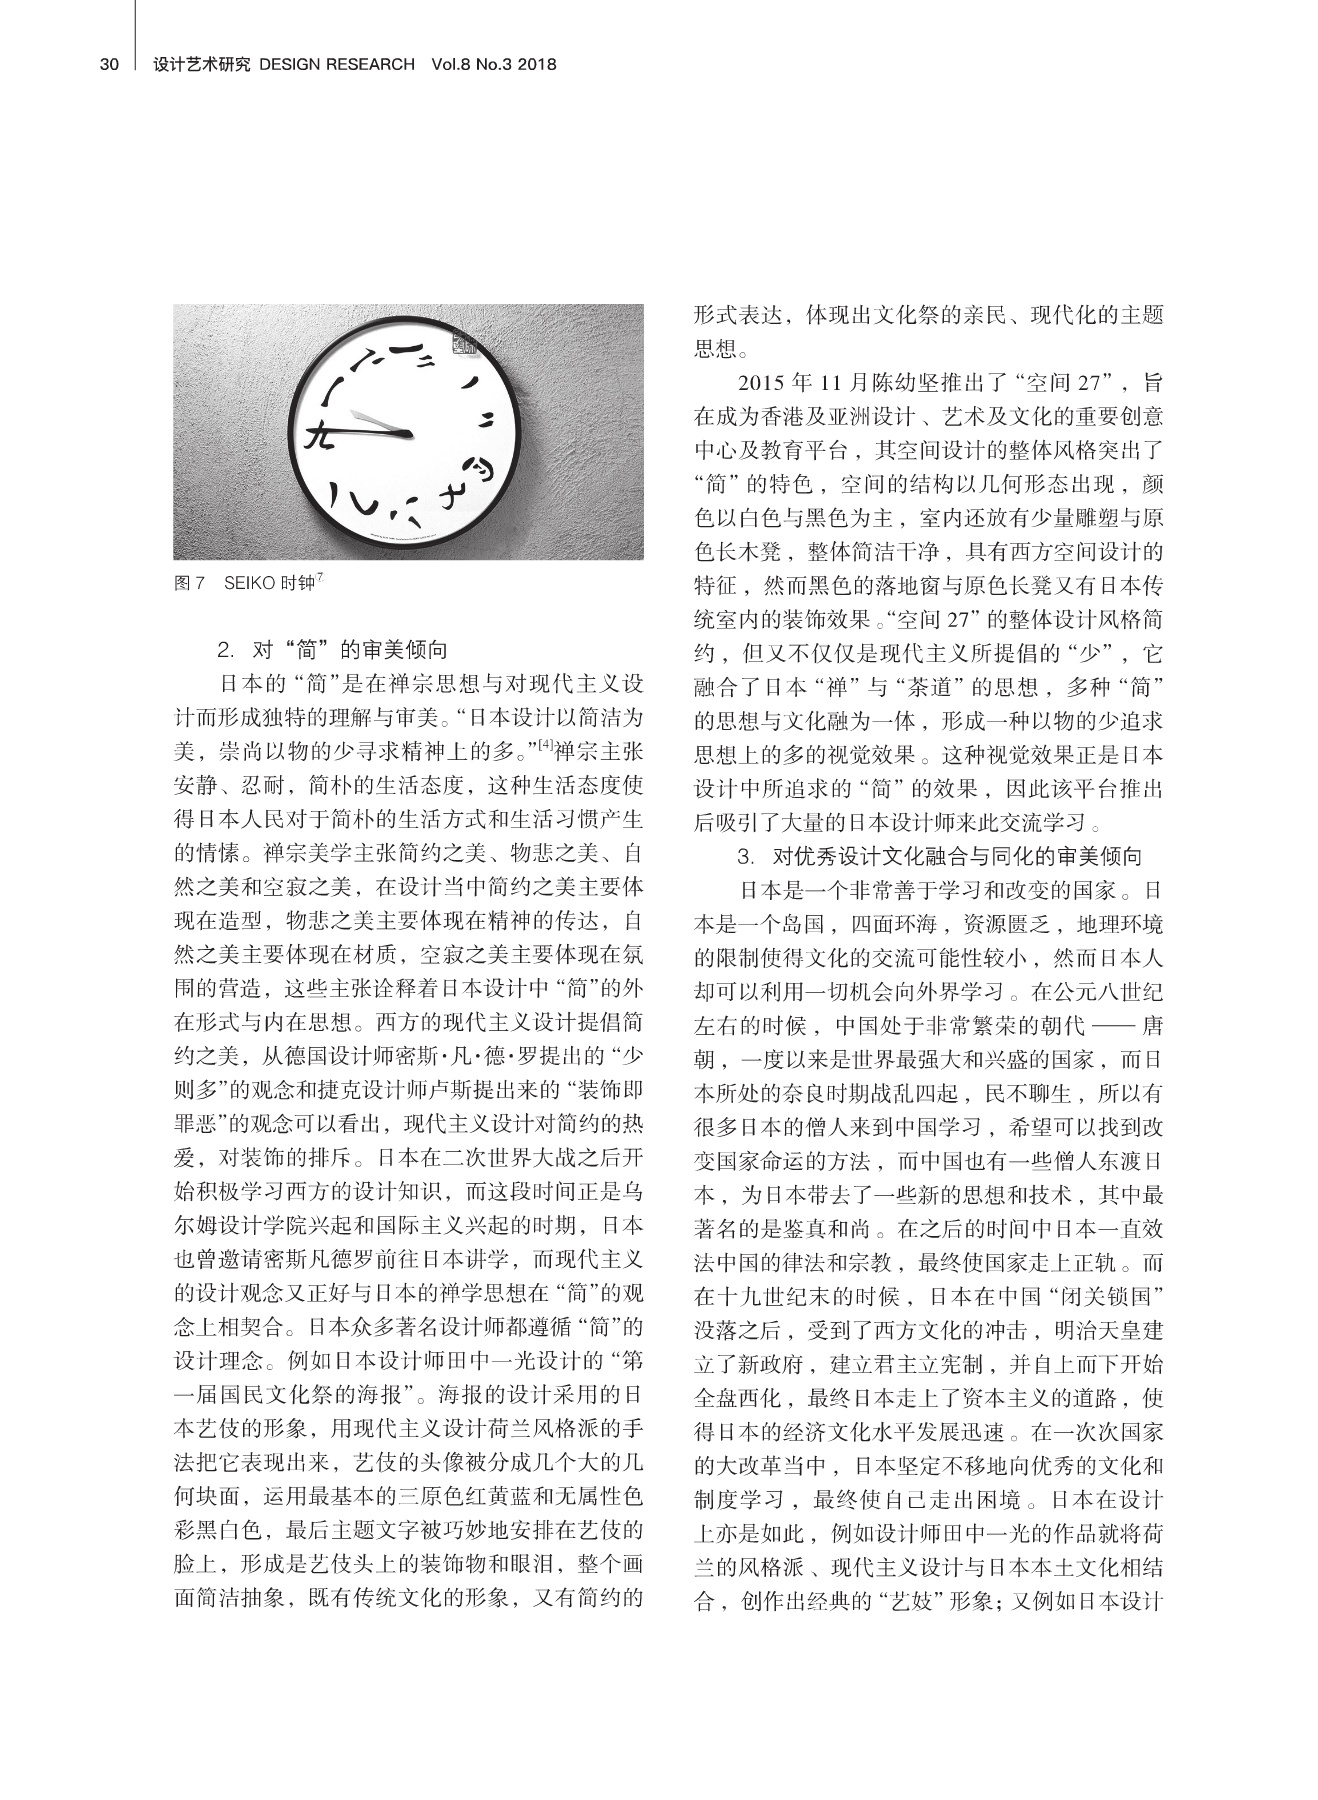 30 设计艺术研究 DESIGN RESEARCH Vol.8 No.3 2018
九
图 7 SEIKO 时钟7
2. 对“简”的审美倾向
日本的“简”是在禅宗思想与对现代主义设
计而形成独特的理解与审美。“日本设计以简洁为
美，崇尚以物的少寻求精神上的多。”[4]禅宗主张
安静、忍耐，简朴的生活态度，这种生活态度使
得日本人民对于简朴的生活方式和生活习惯产生
的情愫。禅宗美学主张简约之美、物悲之美、自
然之美和空寂之美，在设计当中简约之美主要体
现在造型，物悲之美主要体现在精神的传达，自
然之美主要体现在材质，空寂之美主要体现在氛
围的营造，这些主张诠释着日本设计中“简”的外
在形式与内在思想。西方的现代主义设计提倡简
约之美，从德国设计师密斯·凡·德·罗提出的“少
则多”的观念和捷克设计师卢斯提出来的“装饰即
罪恶”的观念可以看出，现代主义设计对简约的热
爱，对装饰的排斥。日本在二次世界大战之后开
始积极学习西方的设计知识，而这段时间正是乌
尔姆设计学院兴起和国际主义兴起的时期，日本
也曾邀请密斯凡德罗前往日本讲学，而现代主义
的设计观念又正好与日本的禅学思想在“简”的观
念上相契合。日本众多著名设计师都遵循“简”的
设计理念。例如日本设计师田中一光设计的“第
一届国民文化祭的海报”。海报的设计采用的日
本艺伎的形象，用现代主义设计荷兰风格派的手
法把它表现出来，艺伎的头像被分成几个大的几
何块面，运用最基本的三原色红黄蓝和无属性色
彩黑白色，最后主题文字被巧妙地安排在艺伎的
脸上，形成是艺伎头上的装饰物和眼泪，整个画
面简洁抽象，既有传统文化的形象，又有简约的
形式表达，体现出文化祭的亲民、现代化的主题
思想。
2015 年 11 月陈幼坚推出了“空间 27”，旨
在成为香港及亚洲设计、艺术及文化的重要创意
中心及教育平台，其空间设计的整体风格突出了
“简”的特色，空间的结构以几何形态出现，颜
色以白色与黑色为主，室内还放有少量雕塑与原
色长木凳，整体简洁干净，具有西方空间设计的
特征，然而黑色的落地窗与原色长凳又有日本传
统室内的装饰效果。“空间 27”的整体设计风格简
约，但又不仅仅是现代主义所提倡的“少”，它
融合了日本“禅”与“茶道”的思想，多种“简”
的思想与文化融为一体，形成一种以物的少追求
思想上的多的视觉效果。这种视觉效果正是日本
设计中所追求的“简”的效果，因此该平台推出
后吸引了大量的日本设计师来此交流学习。
3. 对优秀设计文化融合与同化的审美倾向
日本是一个非常善于学习和改变的国家。日
本是一个岛国，四面环海，资源匮乏，地理环境
的限制使得文化的交流可能性较小，然而日本人
却可以利用一切机会向外界学习。在公元八世纪
左右的时候，中国处于非常繁荣的朝代——唐
朝，一度以来是世界最强大和兴盛的国家，而日
本所处的奈良时期战乱四起，民不聊生，所以有
很多日本的僧人来到中国学习，希望可以找到改
变国家命运的方法，而中国也有一些僧人东渡日
本，为日本带去了一些新的思想和技术，其中最
著名的是鉴真和尚。在之后的时间中日本一直效
法中国的律法和宗教，最终使国家走上正轨。而
在十九世纪末的时候，日本在中国“闭关锁国”
没落之后，受到了西方文化的冲击，明治天皇建
立了新政府，建立君主立宪制，并自上而下开始
全盘西化，最终日本走上了资本主义的道路，使
得日本的经济文化水平发展迅速。在一次次国家
的大改革当中，日本坚定不移地向优秀的文化和
制度学习，最终使自己走出困境。日本在设计
上亦是如此，例如设计师田中一光的作品就将荷
兰的风格派、现代主义设计与日本本土文化相结
合，创作出经典的“艺妓”形象；又例如日本设计